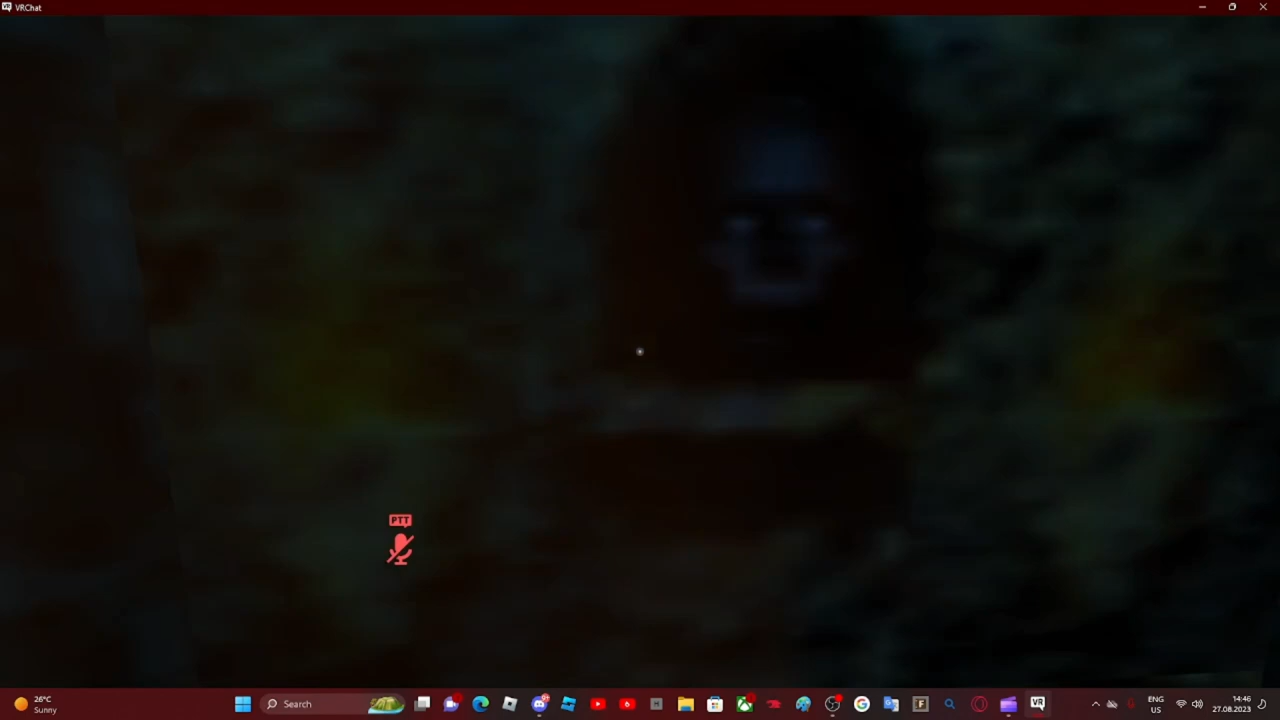 VRChat
PTT
26°C
Sunny
Search
ENG
US
14:46
27.08.2023